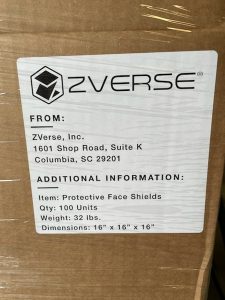 ZVERSE®
FROM:
ZVerse, Inc.
1601 Shop Road, Suite K
Columbia, SC 29201
ADDITIONAL INFORMATION:
Item: Protective Face Shields
Qty: 100 Units
Weight: 32 lbs.
Dimensions: 16" x 16" x 16"